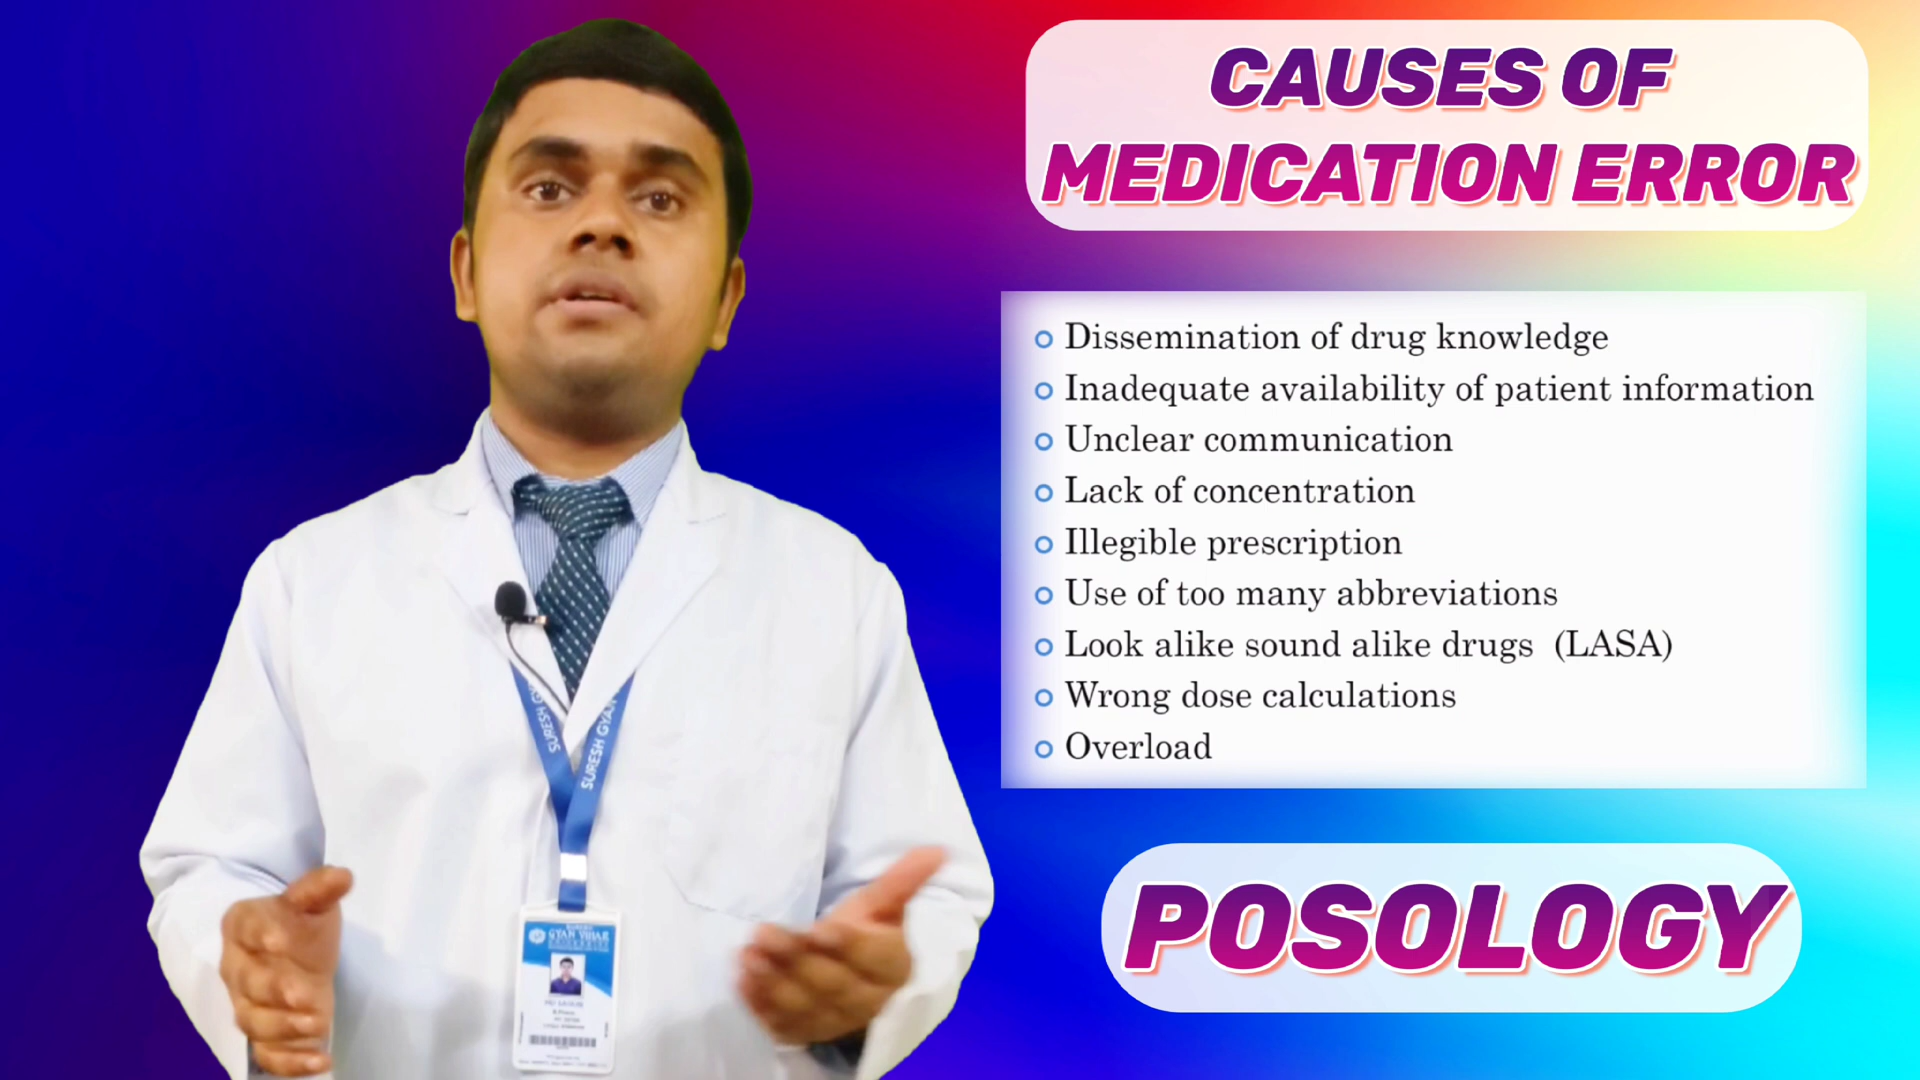 CAUSES OF
MEDICATION ERROR
Dissemination of drug knowledge
Inadequate availability of patient information
Unclear communication
Lack of concentration
Illegible prescription
Use of too many abbreviations
Look alike sound alike drugs (LASA)
Wrong dose calculations
Overload
POSOLOGY
SURESH G
SURESH GYAN
GYAN VIHAR